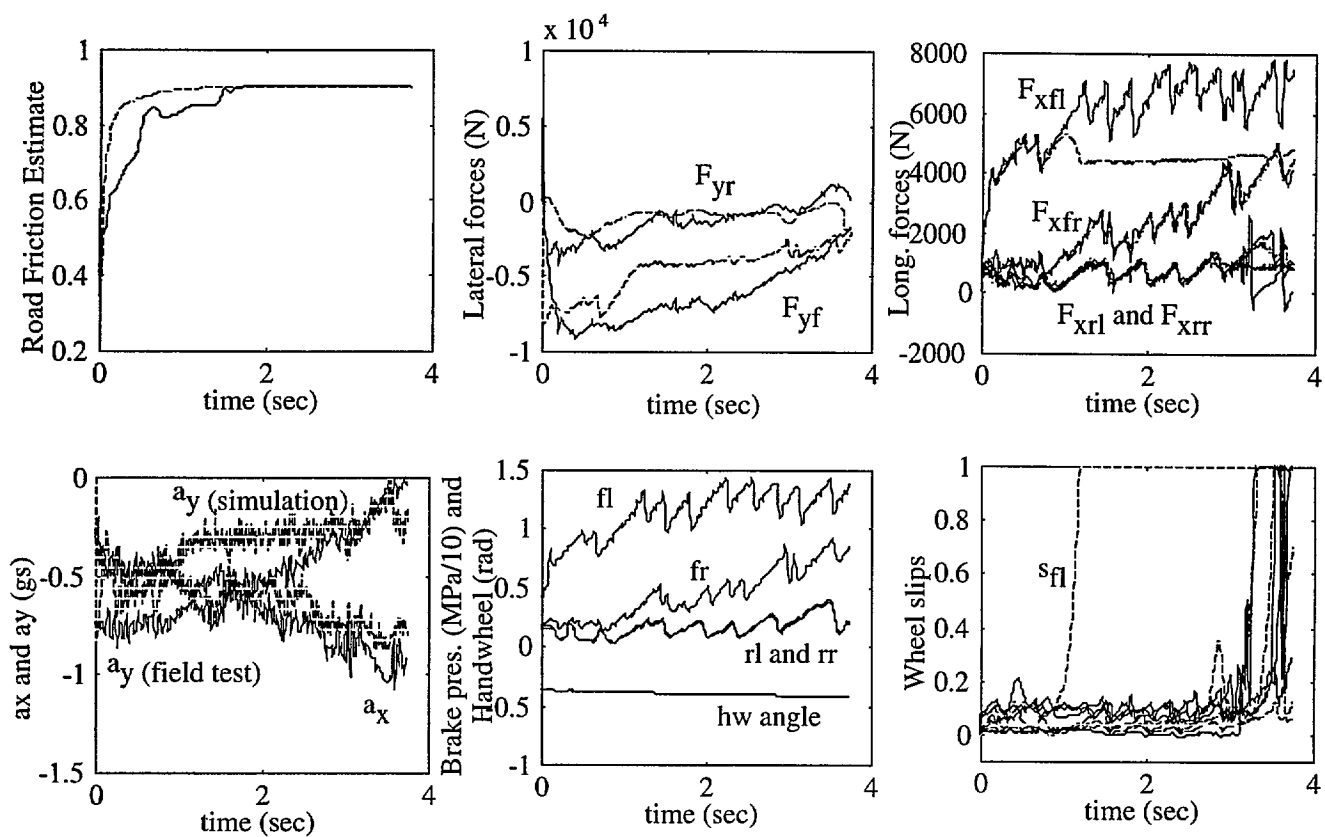 Road Friction Estimate
1
0.8
0.6
0.4
0.2
0
2
4
time (sec)
x 10^4
Lateral forces (N)
1
0.5
0
-0.5
-1
F_yr
F_yf
0
2
4
time (sec)
Long. forces (N)
8000
6000
4000
2000
0
-2000
F_xfl
F_xfr
F_xrl and F_xrr
0
2
4
time (sec)
ax and ay (gs)
0
-0.5
-1
-1.5
a_y (simulation)
a_y (field test)
a_x
0
2
4
time (sec)
Brake pres. (MPa/10) and
Handwheel (rad)
1.5
1
0.5
0
-0.5
-1
fl
fr
rl and rr
hw angle
0
2
4
time (sec)
Wheel slips
1
0.8
0.6
0.4
0.2
0
s_fl
0
2
4
time (sec)